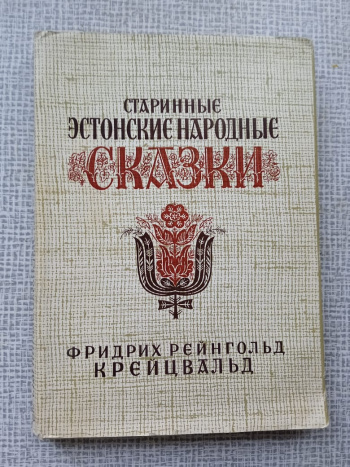 СТАРИННЫЕ
ЭСТОНСКИЕ НАРОДНЫЕ
СКАЗКИ
ФРИДРИХ РЕЙНГОЛЬД
КРЕЙЦВАЛЬД